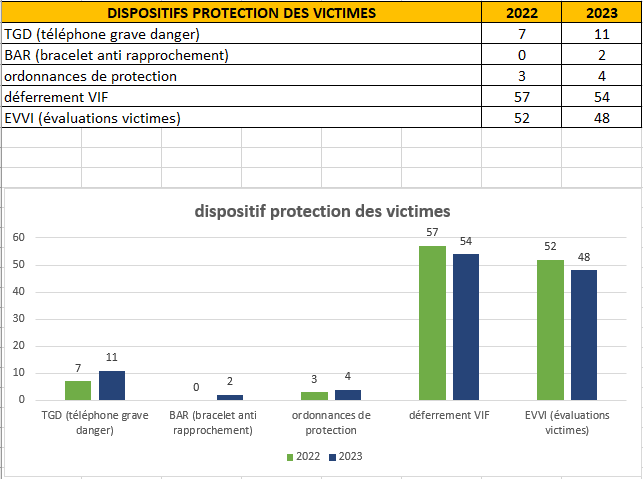 DISPOSITIFS PROTECTION DES VICTIMES 2022 2023
TGD (téléphone grave danger) 7 11
BAR (bracelet anti rapprochement) 0 2
ordonnances de protection 3 4
déferrement VIF 57 54
EVVI (évaluations victimes) 52 48
dispositif protection des victimes
60
50
40
30
20
10
0
7 11
0 2
3 4
57 54
52 48
TGD (téléphone grave
danger)
BAR (bracelet anti
rapprochement)
ordonnances de
protection
déferrement VIF
EVVI (évaluations
victimes)
2022 2023